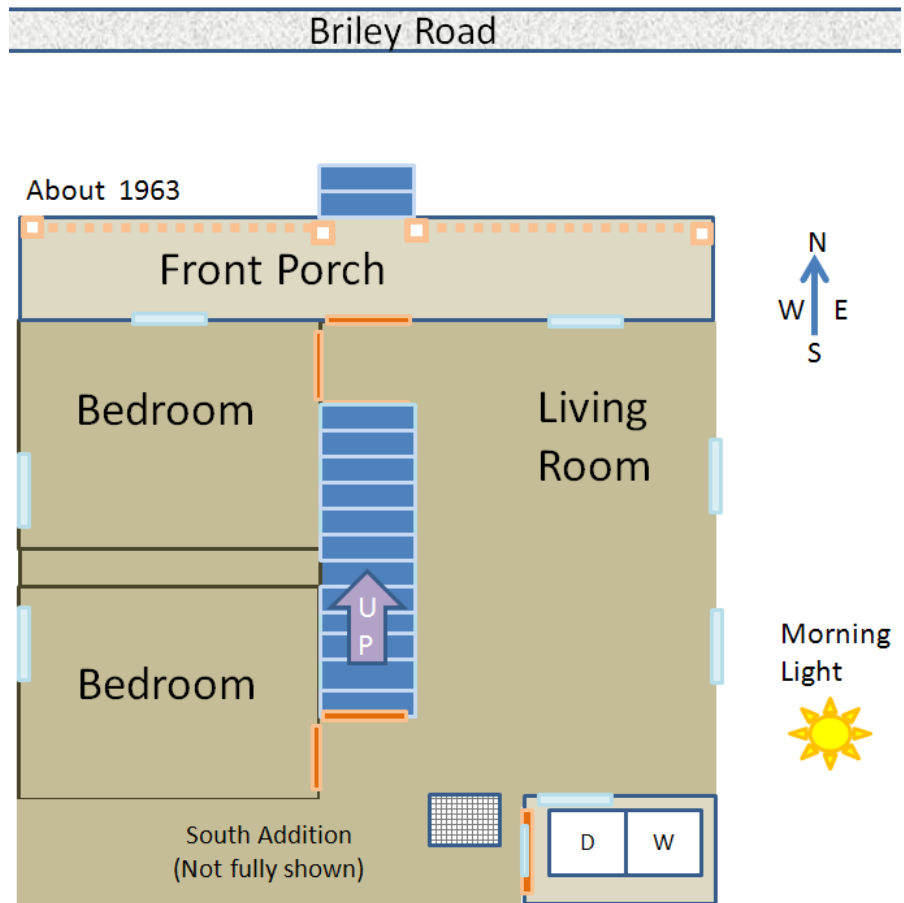 Briley Road
About 1963
Front Porch
N
W E
S
Bedroom
Living
Room
U
P
Bedroom
Morning
Light
South Addition
(Not fully shown)
D
W